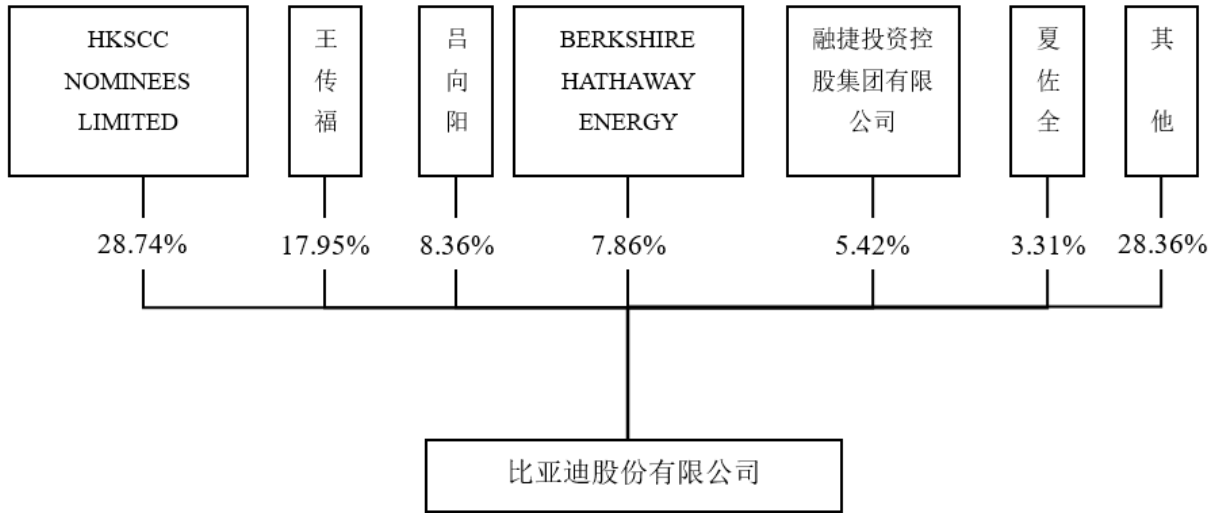 HKSCC
NOMINEES
LIMITED
王
传
福
吕
向
阳
BERKSHIRE
HATHAWAY
ENERGY
融捷投资控
股集团有限
公司
夏
佐
全
其
他
28.74%
17.95%
8.36%
7.86%
5.42%
3.31%
28.36%
比亚迪股份有限公司